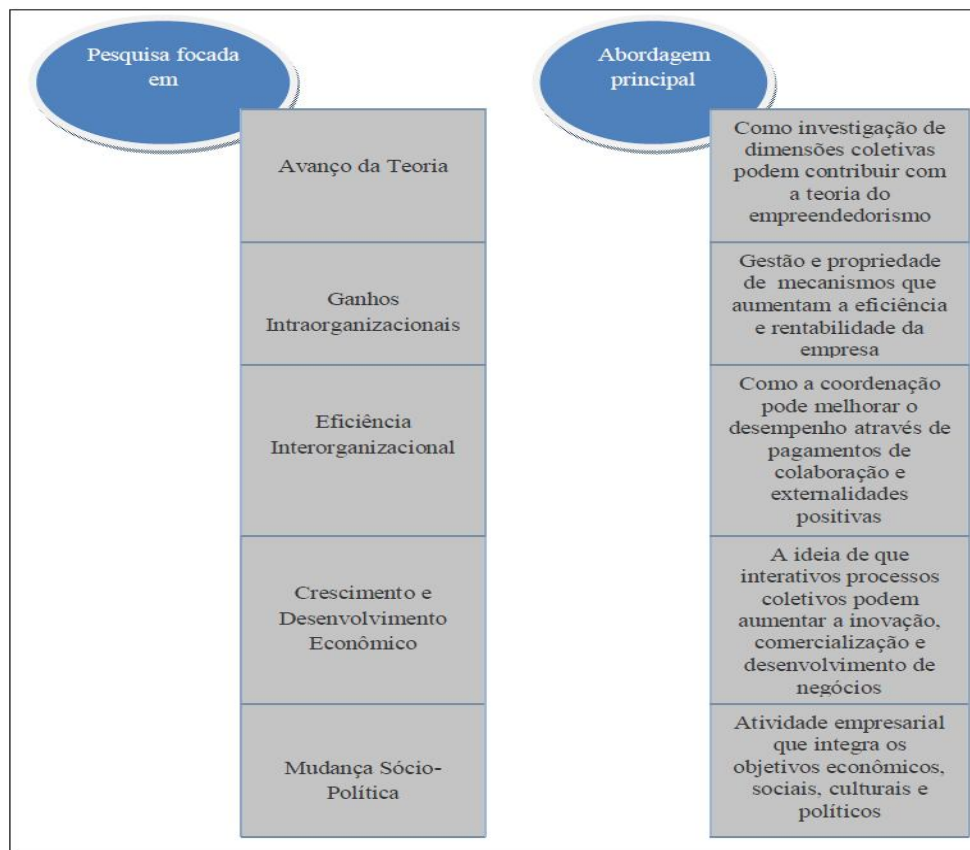 Pesquisa focada
em
Abordagem
principal
Avanço da Teoria
Como investigação de
dimensões coletivas
podem contribuir com
a teoria do
empreendedorismo
Ganhos
Intraorganizacionais
Gestão e propriedade
de mecanismos que
aumentam a eficiência
e rentabilidade da
empresa
Eficiência
Interorganizacional
Como a coordenação
pode melhorar o
desempenho através de
pagamentos de
colaboração e
externalidades
positivas
Crescimento e
Desenvolvimento
Econômico
A ideia de que
interativos processos
coletivos podem
aumentar a inovação,
comercialização e
desenvolvimento de
negócios
Mudança Sócio-
Política
Atividade empresarial
que integra os
objetivos econômicos,
sociais, culturais e
políticos